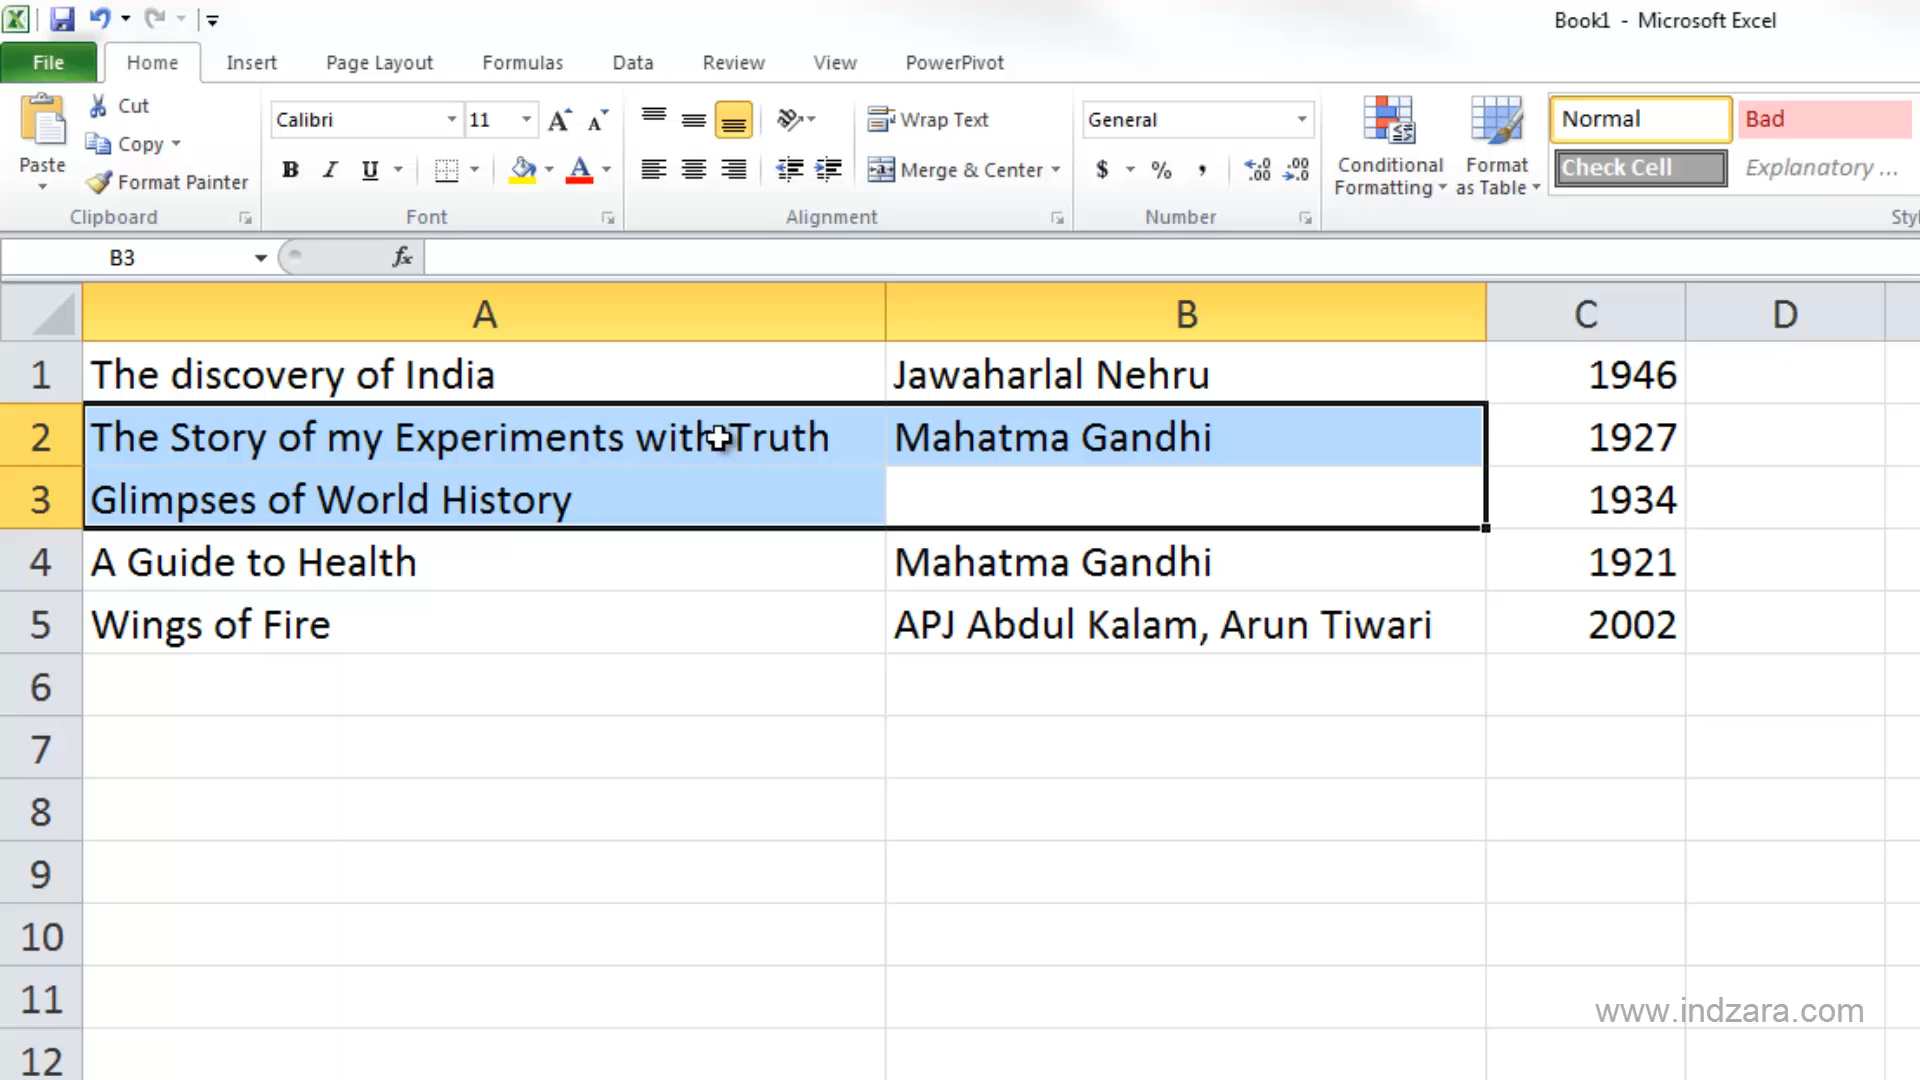 Book1 - Microsoft Excel
File Home Insert Page Layout Formulas Data Review View PowerPivot
Paste
Cut
Copy
Format Painter
Clipboard
Calibri 11
B I U A
Font
Wrap Text
Merge & Center
Alignment
General
$ % ,
Number
Conditional Formatting
Format as Table
Normal Bad
Check Cell Explanatory ...
Styl
B3 fx
A B C D
1 The discovery of India Jawaharlal Nehru 1946
2 The Story of my Experiments with Truth Mahatma Gandhi 1927
3 Glimpses of World History 1934
4 A Guide to Health Mahatma Gandhi 1921
5 Wings of Fire APJ Abdul Kalam, Arun Tiwari 2002
6
7
8
9
10
11
12
www.indzara.com